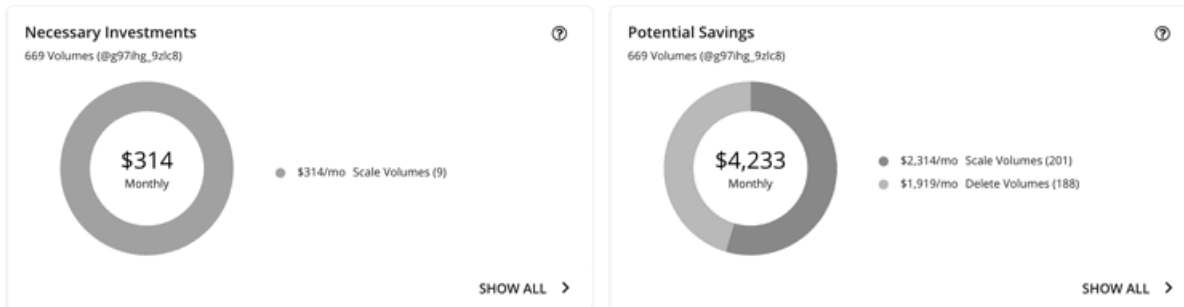 Necessary Investments
669 Volumes (@g97ihg_9zlc8)
$314
Monthly
$314/mo Scale Volumes (9)
SHOW ALL
Potential Savings
669 Volumes (@g97ihg_9zlc8)
$4,233
Monthly
$2,314/mo Scale Volumes (201)
$1,919/mo Delete Volumes (188)
SHOW ALL